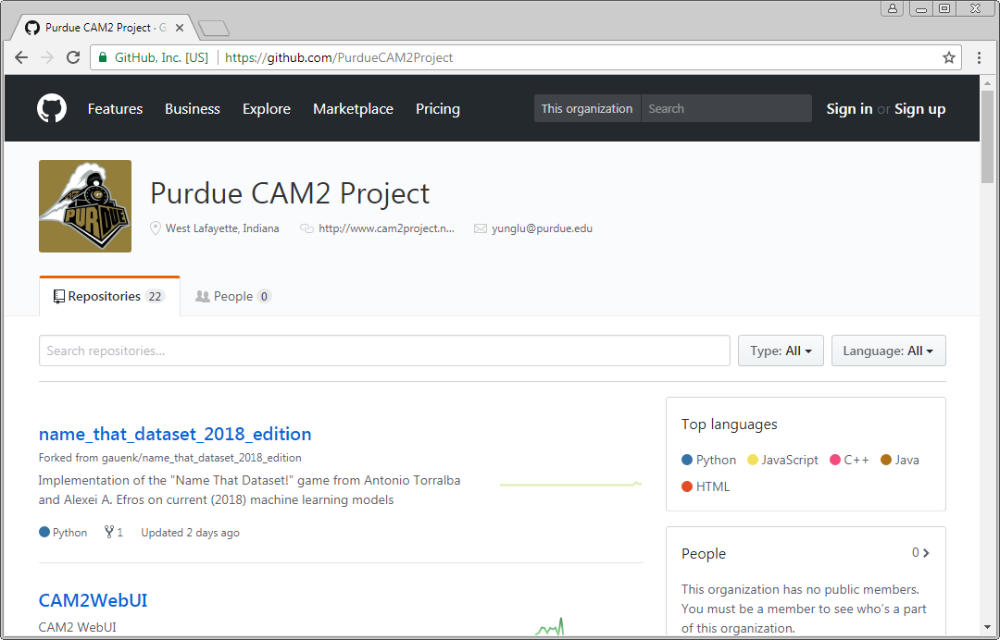 Purdue CAM2 Project · G
GitHub, Inc. [US] https://github.com/PurdueCAM2Project
Features Business Explore Marketplace Pricing This organization Search Sign in or Sign up
PURDUE
Purdue CAM2 Project
West Lafayette, Indiana http://www.cam2project.n... yunglu@purdue.edu
Repositories 22 People 0
Search repositories... Type: All Language: All
name_that_dataset_2018_edition
Forked from gauenk/name_that_dataset_2018_edition
Implementation of the "Name That Dataset!" game from Antonio Torralba
and Alexei A. Efros on current (2018) machine learning models
Python 1 Updated 2 days ago
CAM2WebUI
CAM2 WebUI
Top languages
Python JavaScript C++ Java
HTML
People 0
This organization has no public members.
You must be a member to see who's a part
of this organization.